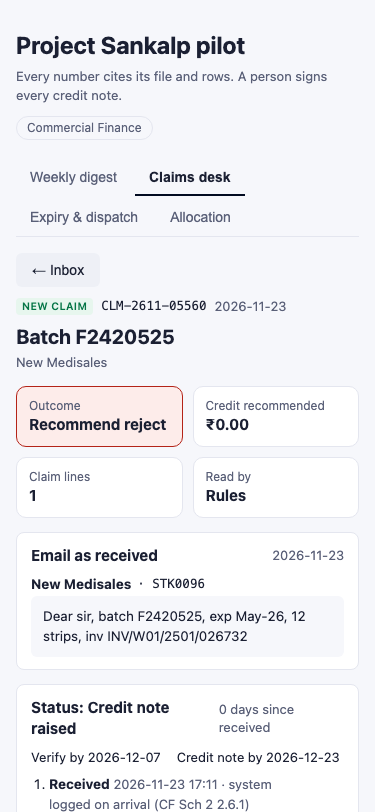 Project Sankalp pilot
Every number cites its file and rows. A person signs
every credit note.
Commercial Finance
Weekly digest Claims desk
Expiry & dispatch Allocation
← Inbox
NEW CLAIM CLM-2611-05560 2026-11-23
Batch F2420525
New Medisales
Outcome
Recommend reject
Credit recommended
₹0.00
Claim lines
1
Read by
Rules
Email as received 2026-11-23
New Medisales · STK0096
Dear sir, batch F2420525, exp May-26, 12
strips, inv INV/W01/2501/026732
Status: Credit note
raised
0 days since
received
Verify by 2026-12-07 Credit note by 2026-12-23
1. Received 2026-11-23 17:11 · system
logged on arrival (CF Sch 2 2.6.1)